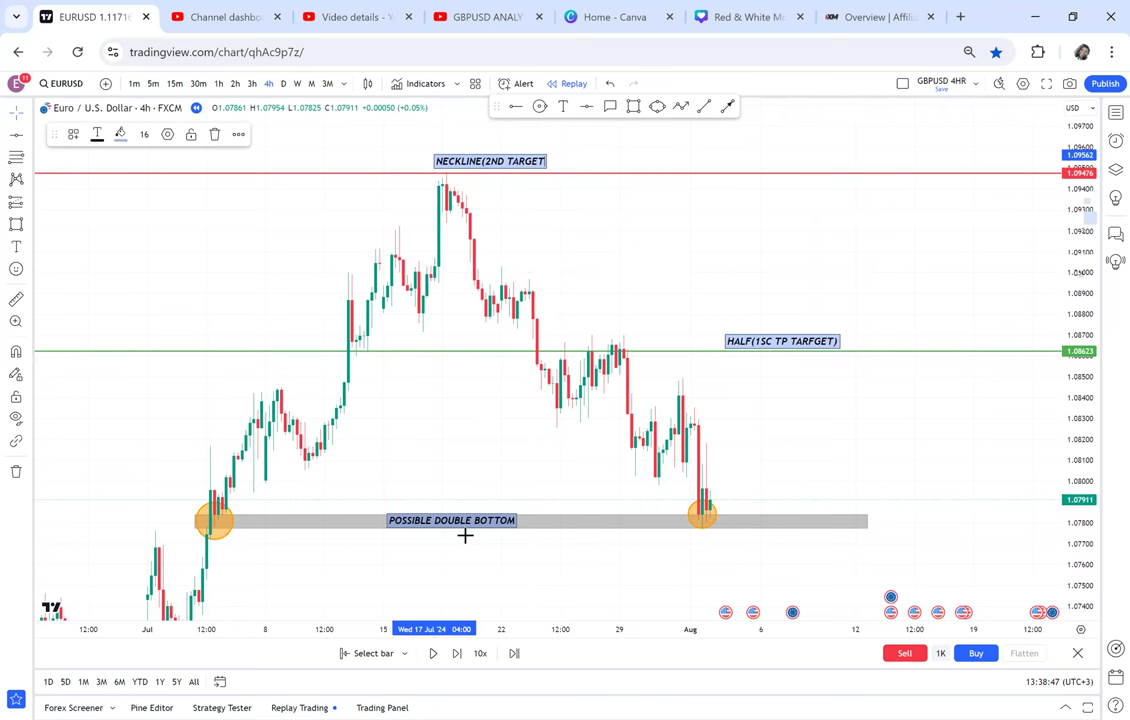 EURUSD 1.1171
Channel dashbo
Video details - Y
GBPUSD ANALY
Home - Canva
Red & White Mo
XM Overview | Affilia
tradingview.com/chart/qhAc9p7z/
E 11 EURUSD 1m 5m 15m 30m 1h 2h 3h 4h D W M 3M Indicators Alert Replay GBPUSD 4HR Save Publish
Euro / U.S. Dollar · 4h · FXCM O1.07861 H1.07954 L1.07825 C1.07911 +0.00050 (+0.05%) USD
16
1.09700
1.09600
1.09562
NECKLINE(2ND TARGET
1.09476
1.09400
1.09300
1.09200
1.09100
1.09000
1.08900
1.08800
1.08700
HALF(1SC TP TARFGET)
1.08623
1.08500
1.08400
1.08300
1.08200
1.08100
1.08000
1.07911
POSSIBLE DOUBLE BOTTOM
1.07800
1.07700
1.07600
1.07500
1.07400
12:00 Jul 12:00 8 12:00 15 Wed 17 Jul '24 04:00 22 12:00 29 Aug 6 12 12:00 19 12:00
Select bar 10x Sell 1K Buy Flatten
1D 5D 1M 3M 6M YTD 1Y 5Y All 13:38:47 (UTC+3)
Forex Screener Pine Editor Strategy Tester Replay Trading Trading Panel